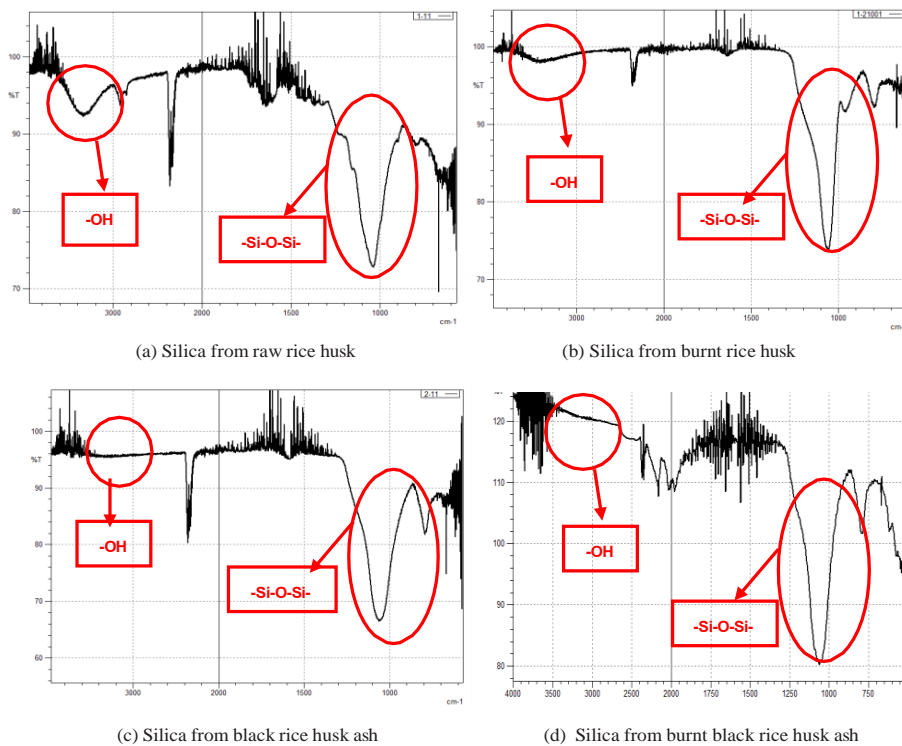 1-11
100
%T
90
80
70
-OH
-Si-O-Si-
3000
2000
1000
cm-1
(a) Silica from raw rice husk
1-21001
100
%T
90
80
70
-OH
-Si-O-Si-
3000
2000
1000
cm-1
(b) Silica from burnt rice husk
2-11
100
%T
90
80
70
60
-OH
-Si-O-Si-
3000
2000
1000
cm-1
(c) Silica from black rice husk ash
120
110
100
90
80
-OH
-Si-O-Si-
4000
3000
2500
2000
1750
1500
1250
1000
750
(d) Silica from burnt black rice husk ash